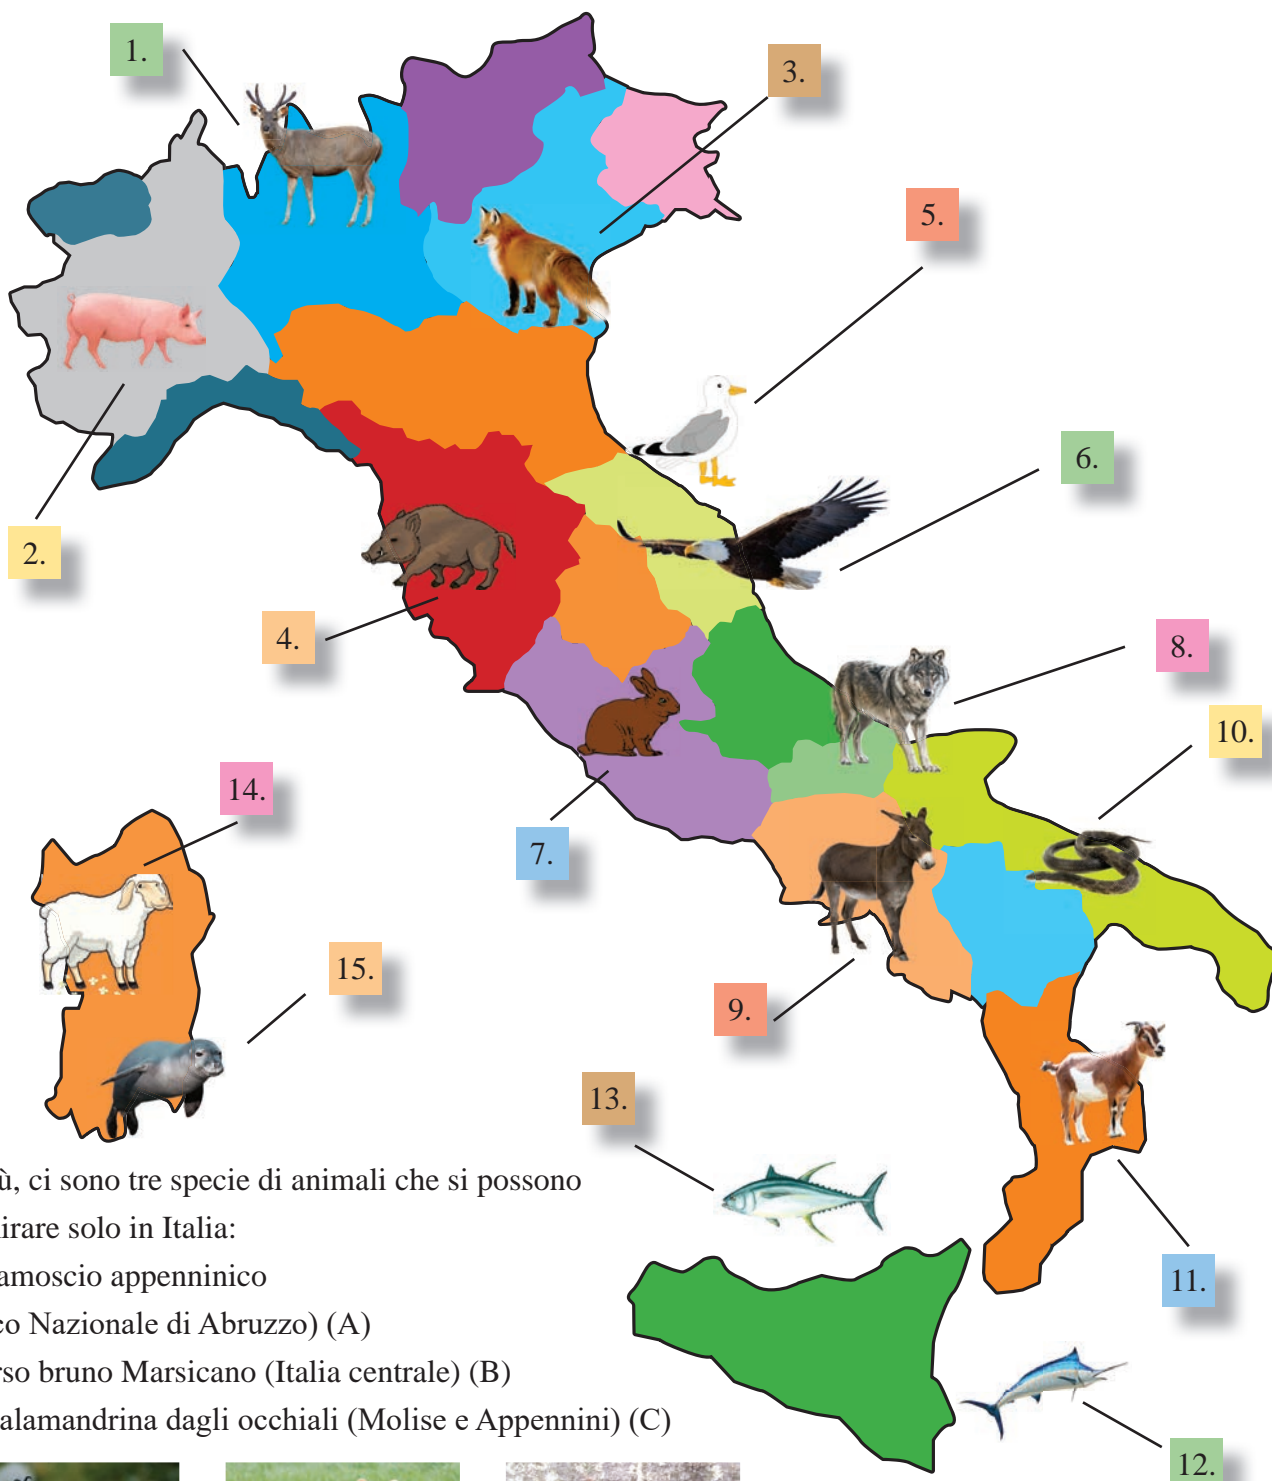 1.
3.
5.
6.
2.
4.
8.
10.
14.
7.
15.
9.
13.
ù, ci sono tre specie di animali che si possono
irare solo in Italia:
amoscio appenninico
co Nazionale di Abruzzo) (A)
rso bruno Marsicano (Italia centrale) (B)
alamandrina dagli occhiali (Molise e Appennini) (C)
11.
12.